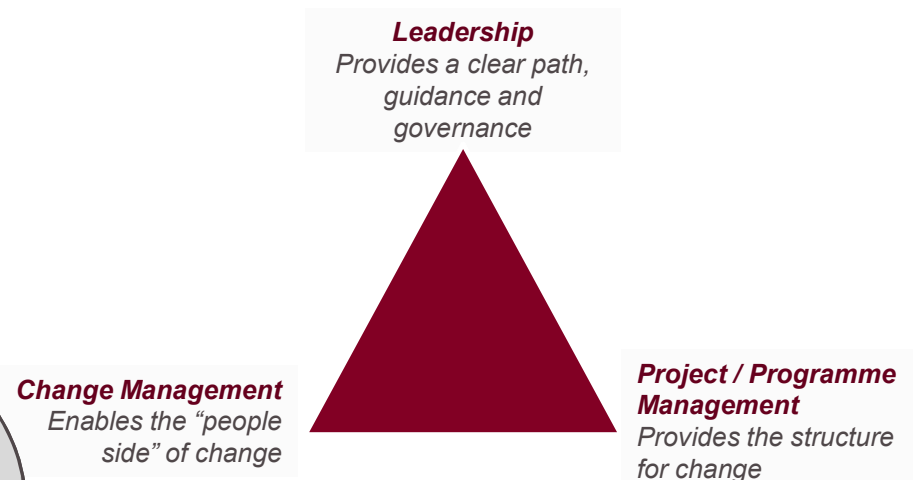 Leadership
Provides a clear path,
guidance and
governance
Change Management
Enables the “people
side” of change
Project / Programme
Management
Provides the structure
for change